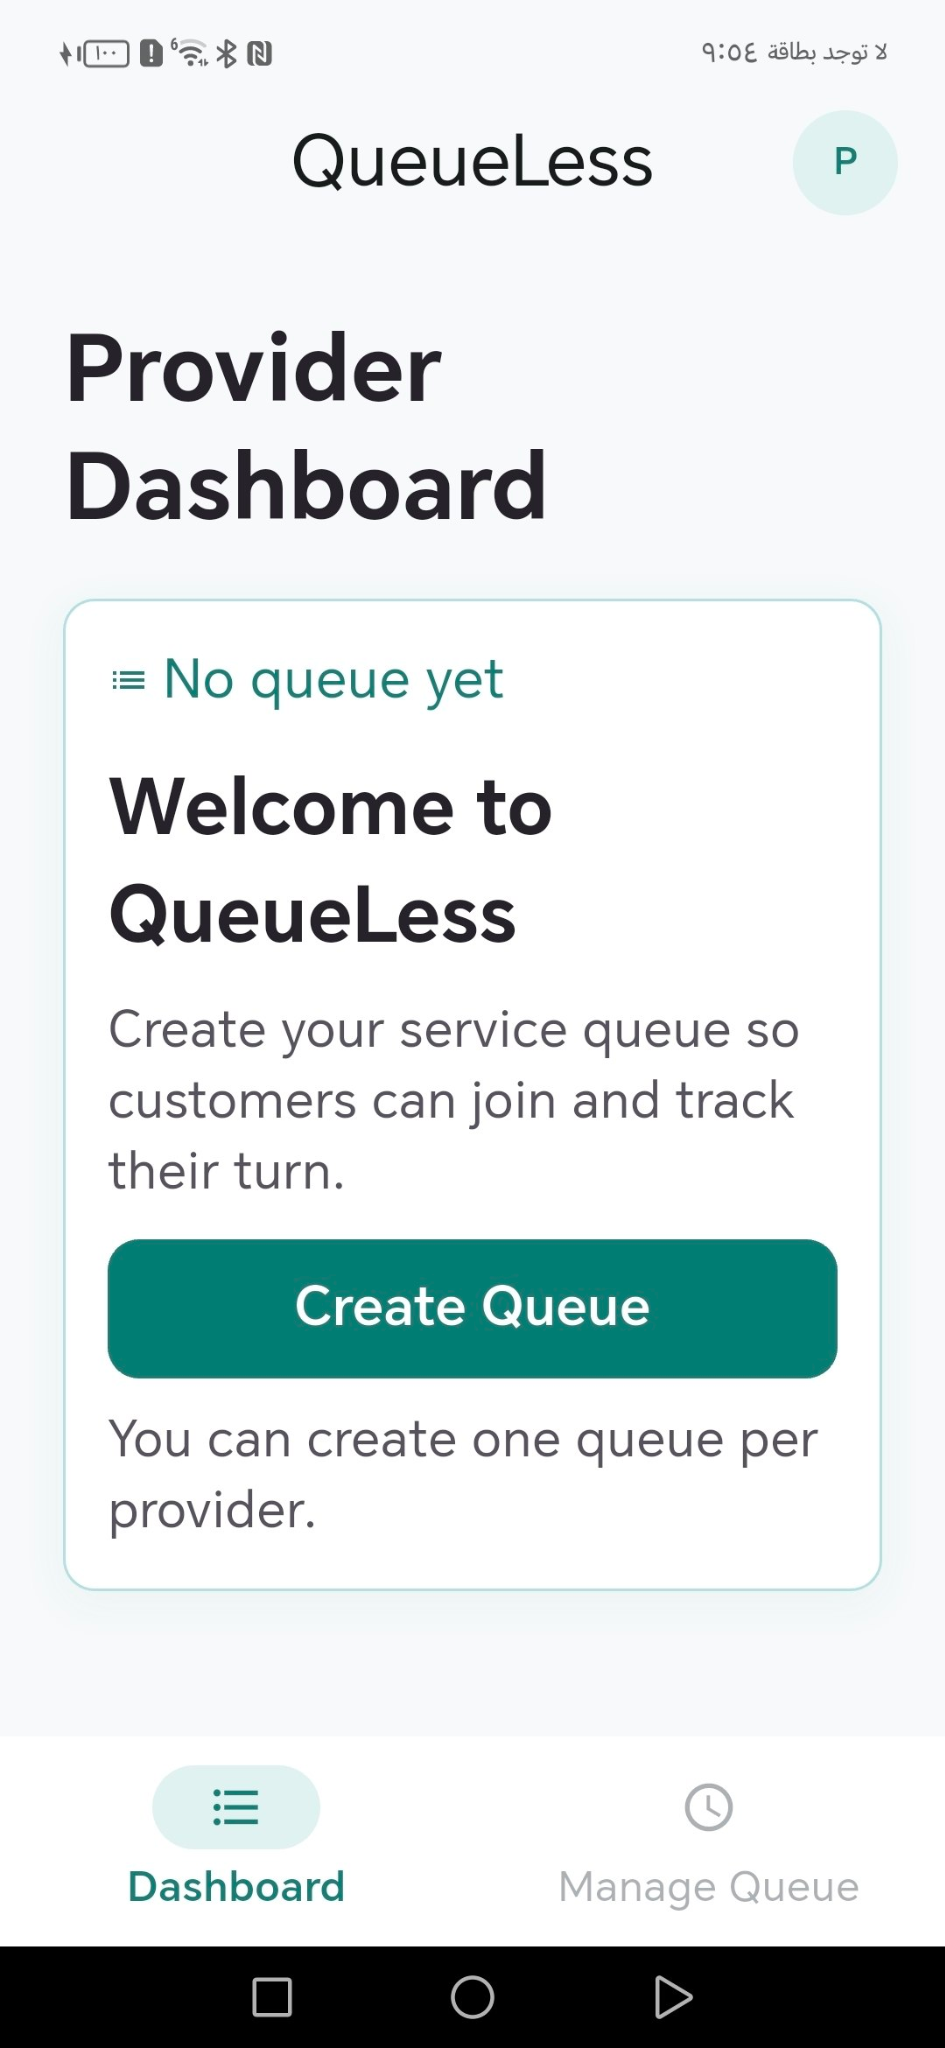 ١٠٠ 6 لا توجد بطاقة ٩:٥٤
QueueLess
P
Provider
Dashboard
No queue yet
Welcome to
QueueLess
Create your service queue so
customers can join and track
their turn.
Create Queue
You can create one queue per
provider.
Dashboard
Manage Queue